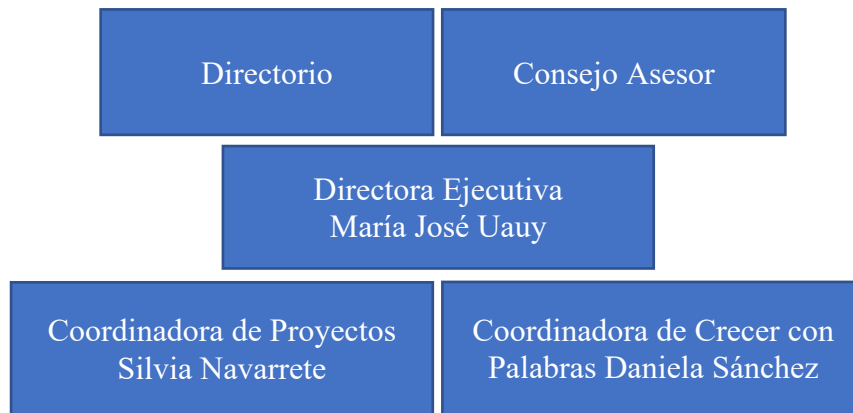 Directorio
Consejo Asesor
Directora Ejecutiva
María José Uauy
Coordinadora de Proyectos
Silvia Navarrete
Coordinadora de Crecer con
Palabras Daniela Sánchez